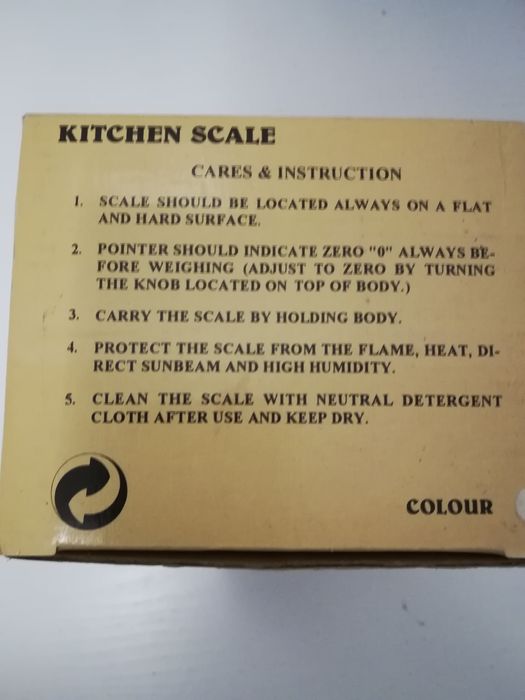 KITCHEN SCALE
CARES & INSTRUCTION
1. SCALE SHOULD BE LOCATED ALWAYS ON A FLAT
AND HARD SURFACE.
2. POINTER SHOULD INDICATE ZERO "0" ALWAYS BE-
FORE WEIGHING (ADJUST TO ZERO BY TURNING
THE KNOB LOCATED ON TOP OF BODY.)
3. CARRY THE SCALE BY HOLDING BODY.
4. PROTECT THE SCALE FROM THE FLAME, HEAT, DI-
RECT SUNBEAM AND HIGH HUMIDITY.
5. CLEAN THE SCALE WITH NEUTRAL DETERGENT
CLOTH AFTER USE AND KEEP DRY.
COLOUR